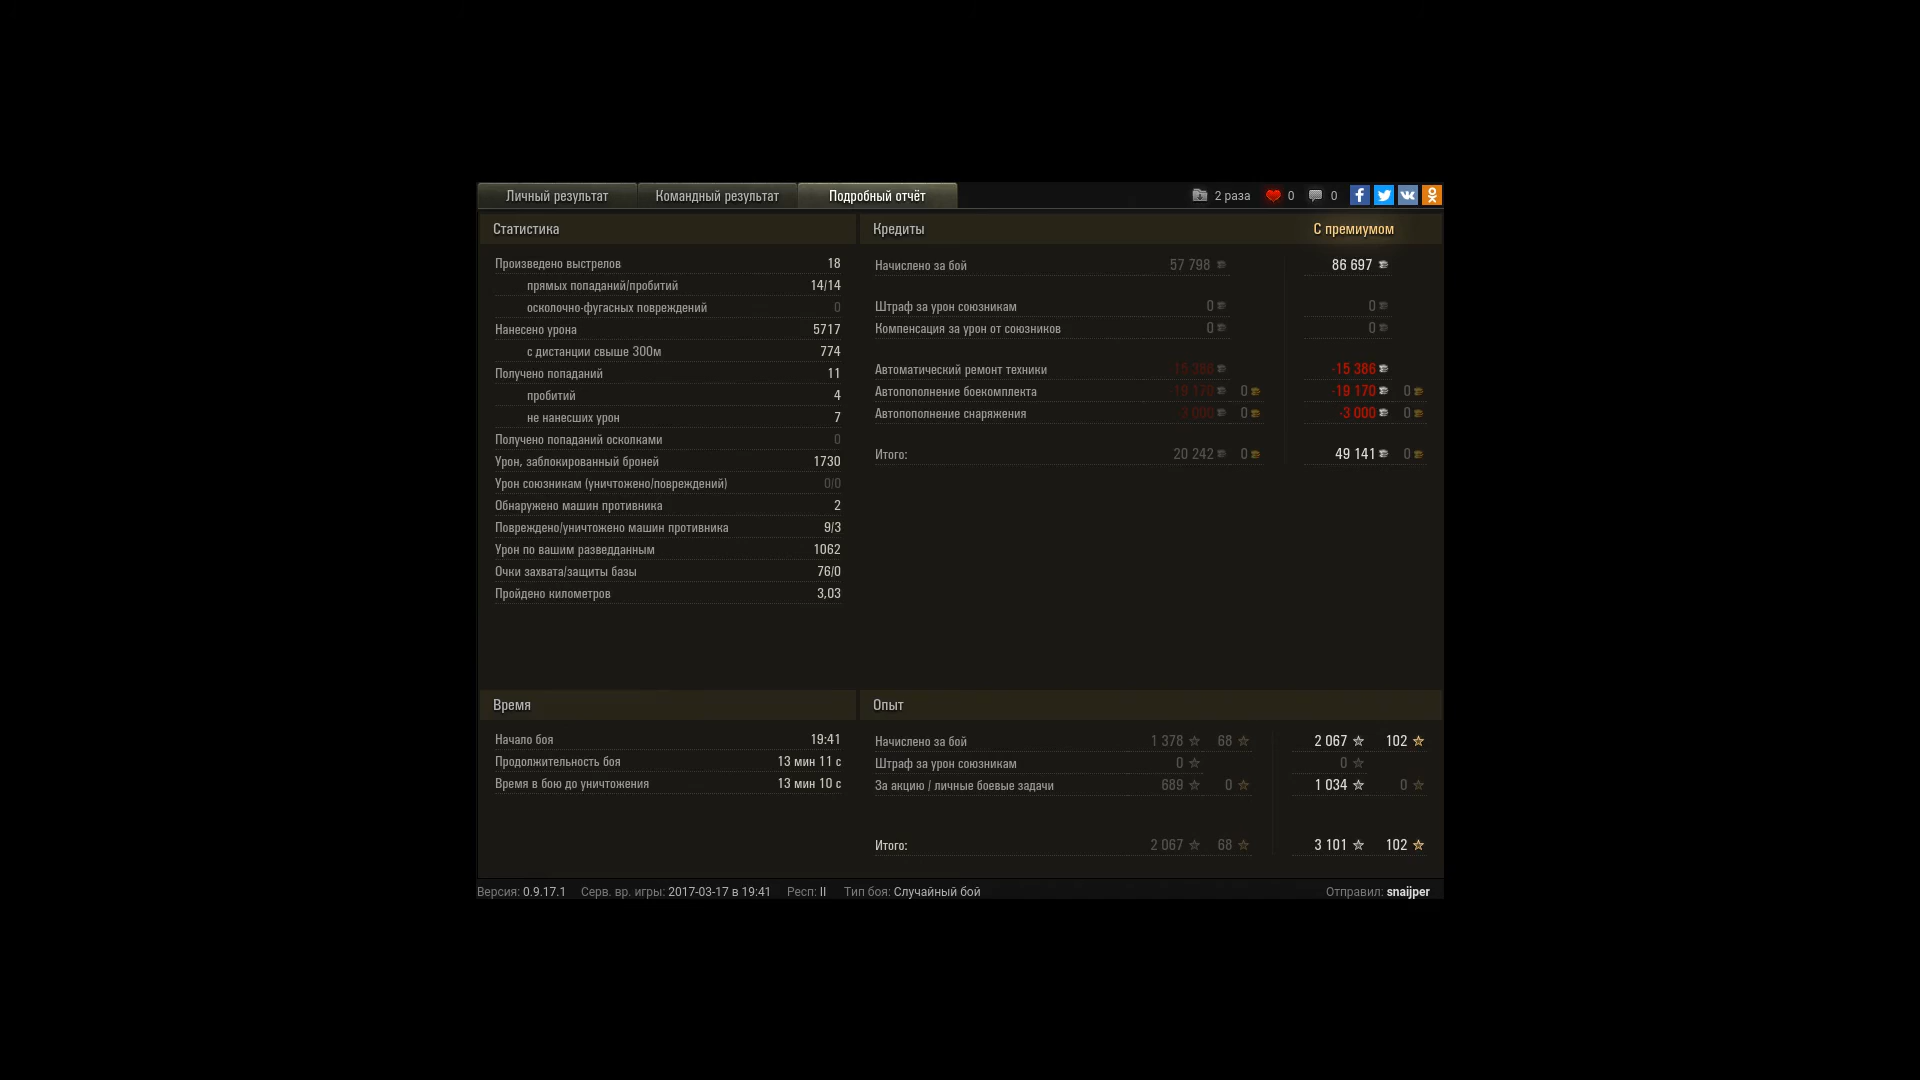 Личный результат Командный результат Подробный отчёт 2 раза 0 0
Статистика
Произведено выстрелов 18
прямых попаданий/пробитий 14/14
осколочно-фугасных повреждений 0
Нанесено урона 5717
с дистанции свыше 300м 774
Получено попаданий 11
пробитий 4
не нанесших урон 7
Получено попаданий осколками 0
Урон, заблокированный броней 1730
Урон союзникам (уничтожено/повреждений) 0/0
Обнаружено машин противника 2
Повреждено/уничтожено машин противника 9/3
Урон по вашим разведданным 1062
Очки захвата/защиты базы 76/0
Пройдено километров 3,03
Кредиты С премиумом
Начислено за бой 57 798 86 697
Штраф за урон союзникам 0 0
Компенсация за урон от союзников 0 0
Автоматический ремонт техники -15 386 -15 386
Автопополнение боекомплекта -19 170 0 -19 170 0
Автопополнение снаряжения -3 000 0 -3 000 0
Итого: 20 242 0 49 141 0
Время
Начало боя 19:41
Продолжительность боя 13 мин 11 с
Время в бою до уничтожения 13 мин 10 с
Опыт
Начислено за бой 1 378 68 2 067 102
Штраф за урон союзникам 0 0
За акцию / личные боевые задачи 689 0 1 034 0
Итого: 2 067 68 3 101 102
Версия: 0.9.17.1 Серв. вр. игры: 2017-03-17 в 19:41 Респ: II Тип боя: Случайный бой Отправил: snaijper